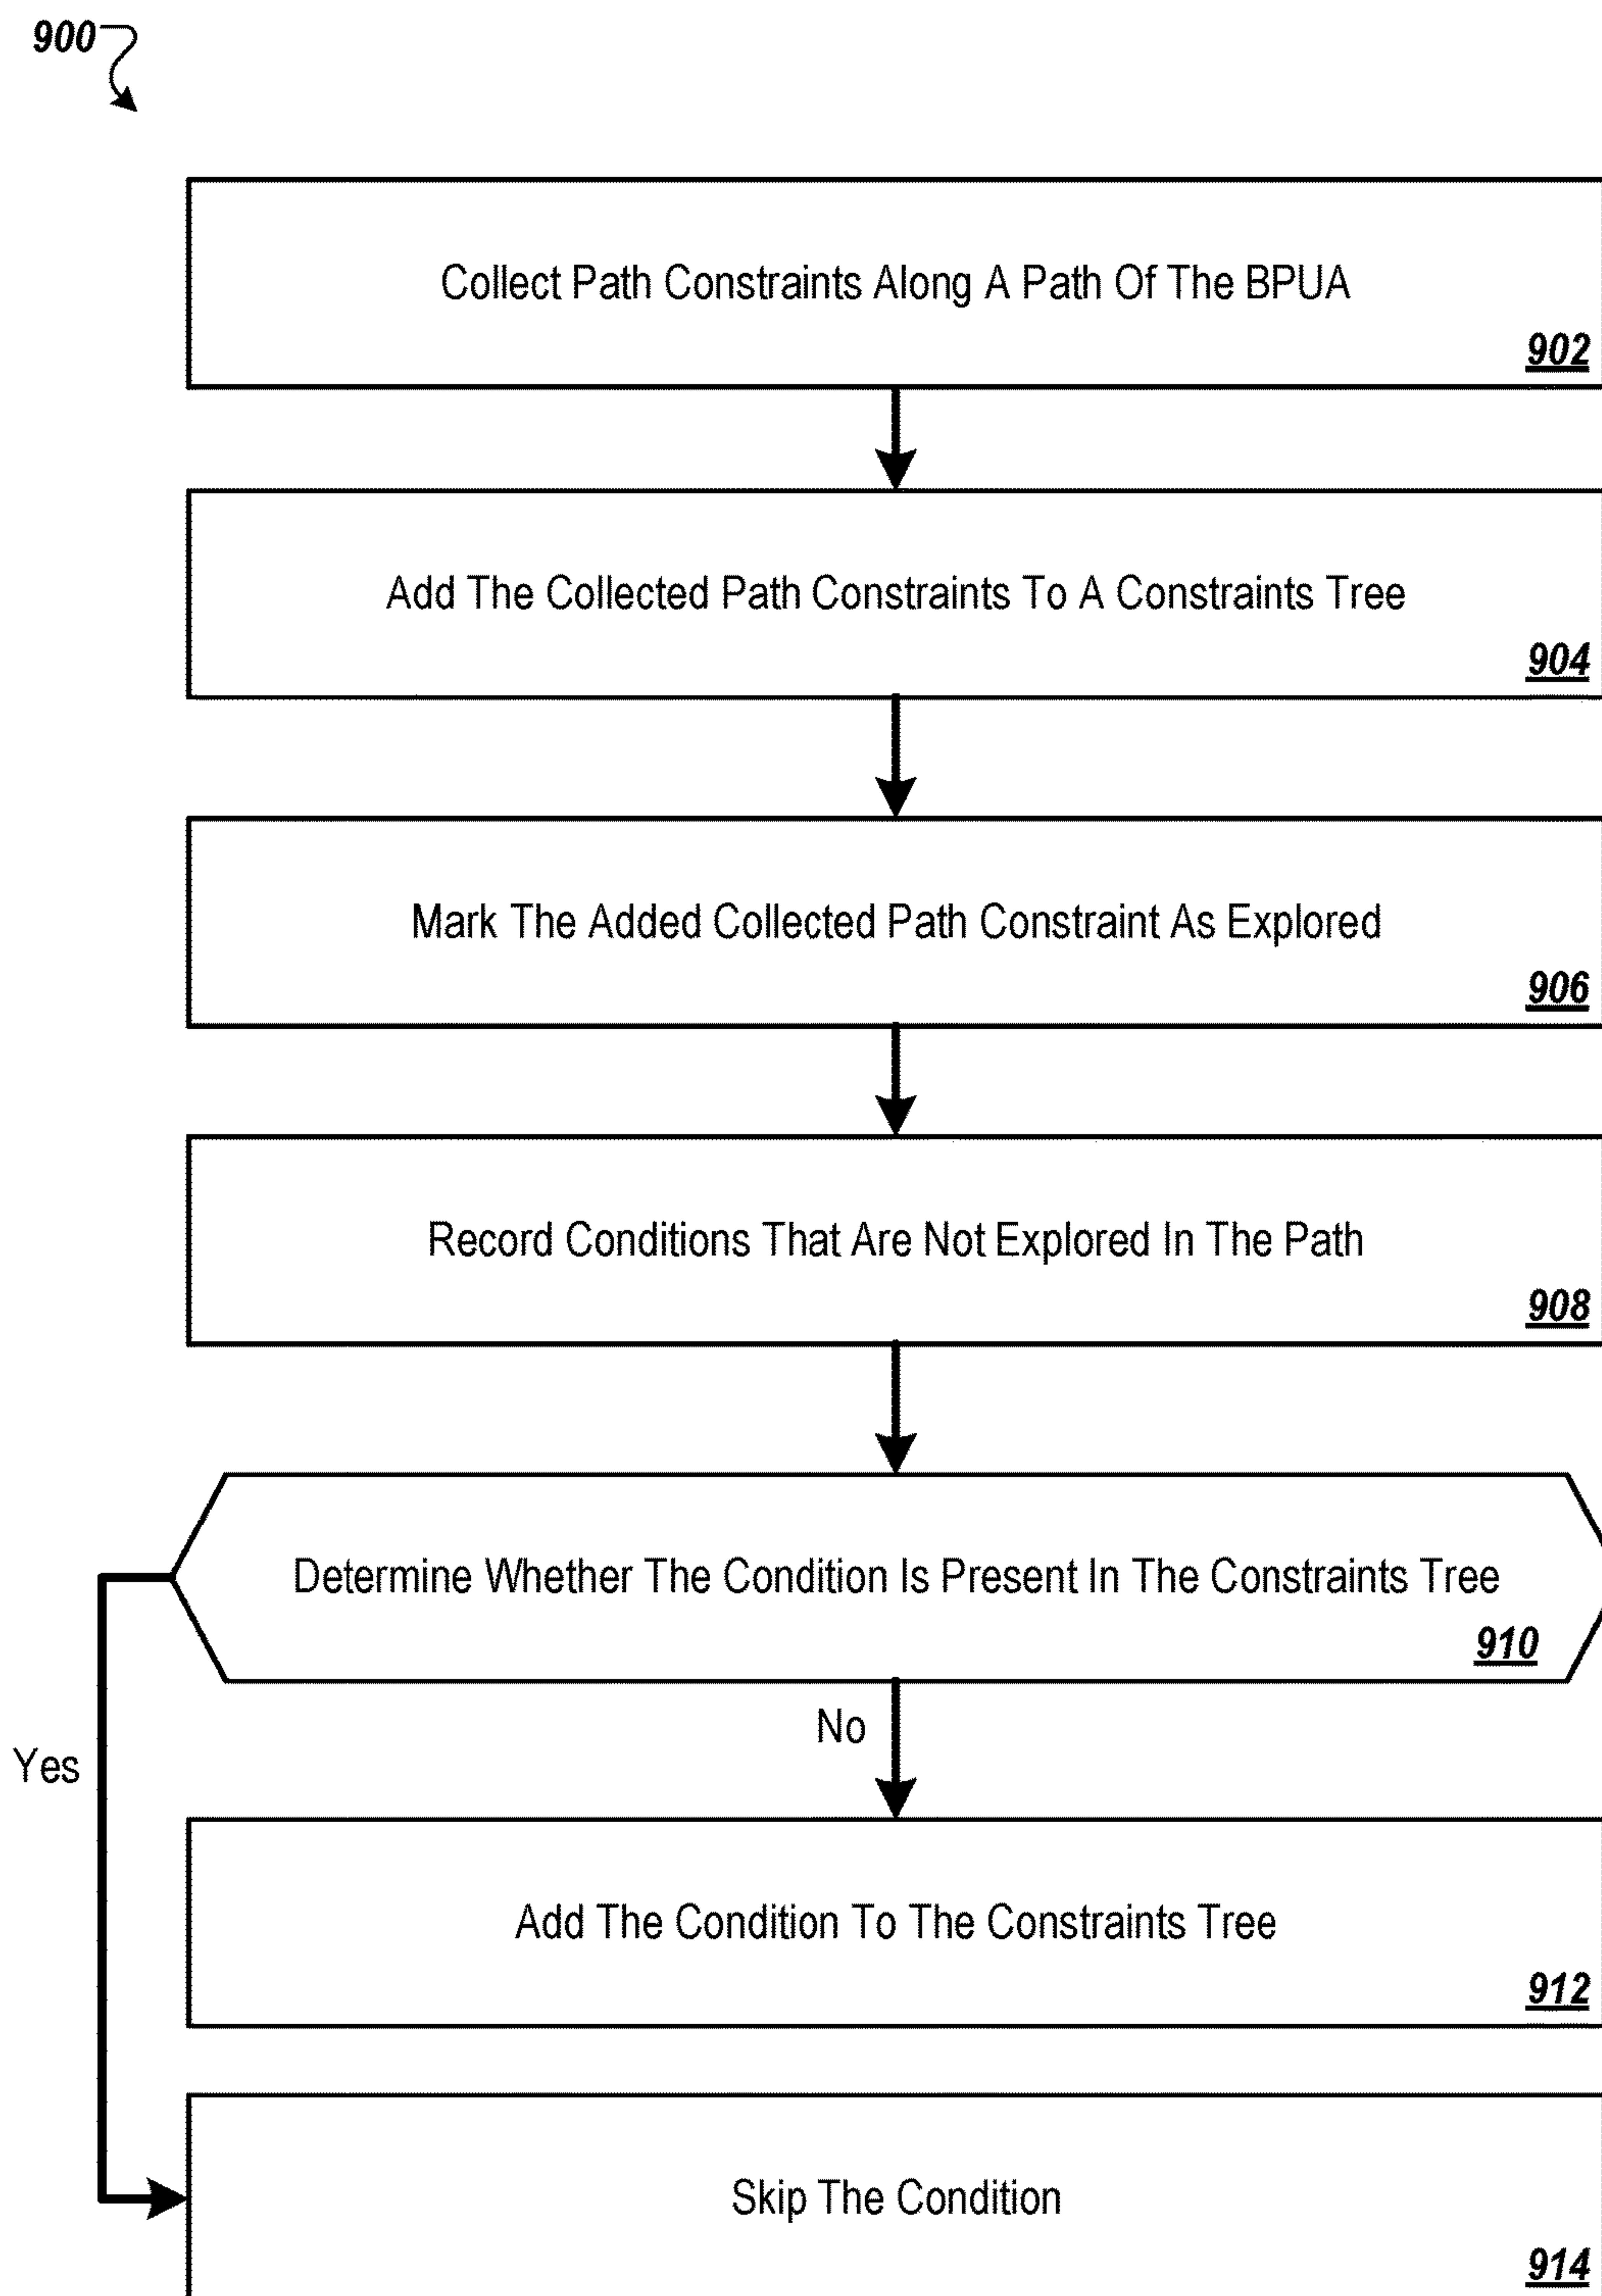 900
Collect Path Constraints Along A Path Of The BPUA
902
Add The Collected Path Constraints To A Constraints Tree
904
Mark The Added Collected Path Constraint As Explored
906
Record Conditions That Are Not Explored In The Path
908
Determine Whether The Condition Is Present In The Constraints Tree
910
No
Yes
Add The Condition To The Constraints Tree
912
Skip The Condition
914